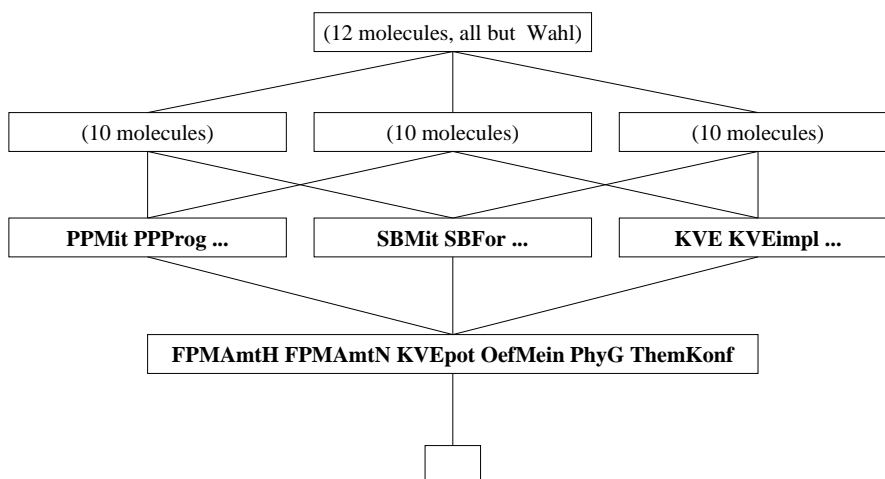 (12 molecules, all but Wahl)
(10 molecules)
(10 molecules)
(10 molecules)
PPMit PPProg ...
SBMit SBFor ...
KVE KVEimpl ...
FPMAmtH FPMAmtN KVEpot OefMein PhyG ThemKonf